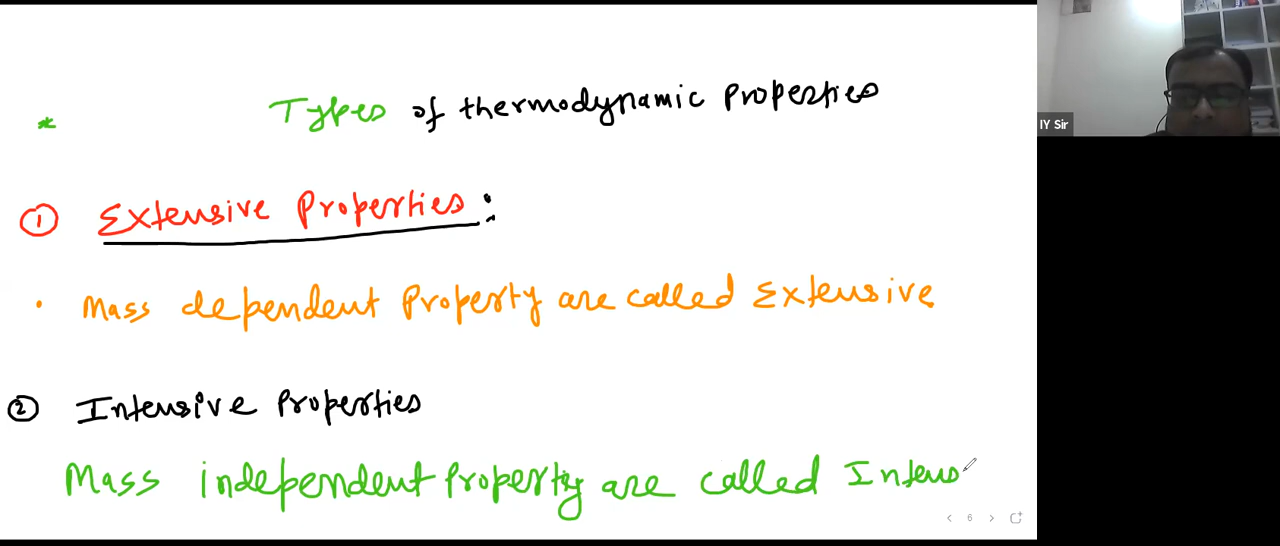 * Types of thermodynamic Properties
① Extensive Properties :
• Mass dependent Property are called Extensive
② Intensive Properties
Mass independent Property are called Intens
IY Sir
< 6 >